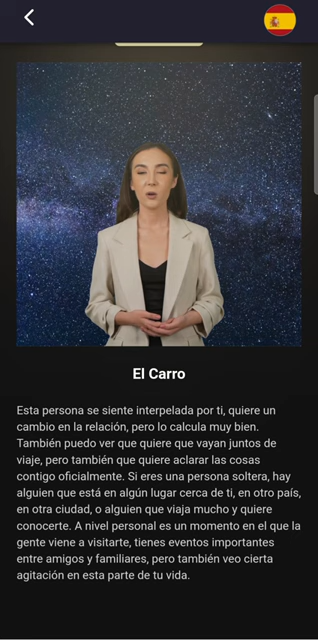 El Carro
Esta persona se siente interpelada por ti, quiere un
cambio en la relación, pero lo calcula muy bien.
También puedo ver que quiere que vayan juntos de
viaje, pero también que quiere aclarar las cosas
contigo oficialmente. Si eres una persona soltera, hay
alguien que está en algún lugar cerca de ti, en otro país,
en otra ciudad, o alguien que viaja mucho y quiere
conocerte. A nivel personal es un momento en el que la
gente viene a visitarte, tienes eventos importantes
entre amigos y familiares, pero también veo cierta
agitación en esta parte de tu vida.